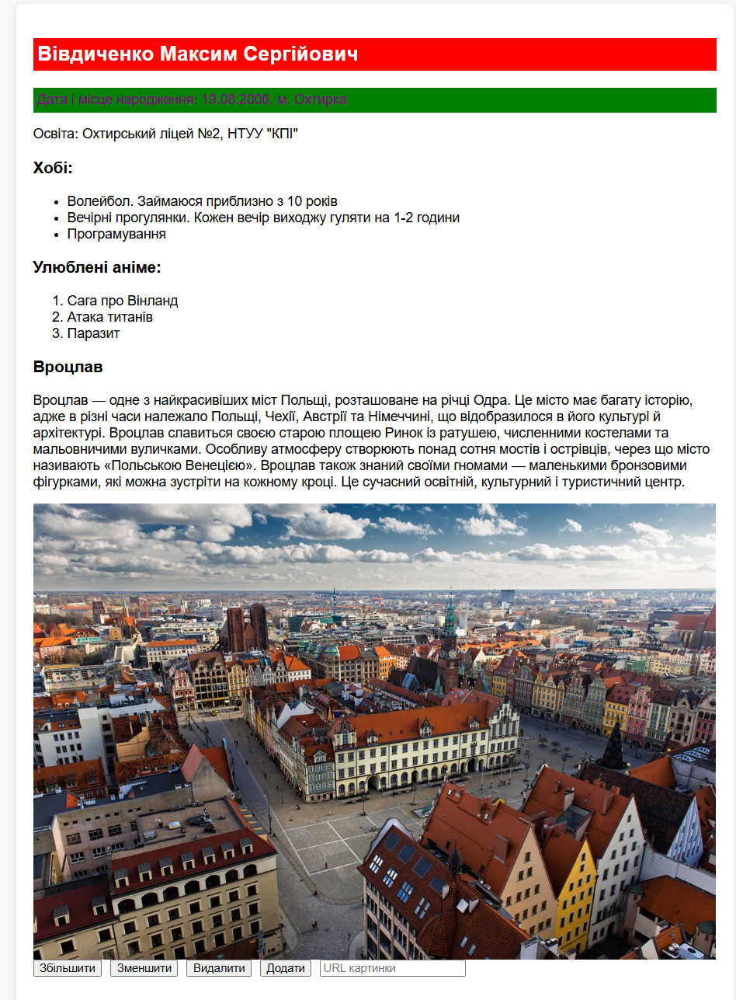 Вівдиченко Максим Сергійович
Дата і місце народження: 19.08.2006, м. Охтирка
Освіта: Охтирський ліцей №2, НТУУ "КПІ"
Хобі:
• Волейбол. Займаюся приблизно з 10 років
• Вечірні прогулянки. Кожен вечір виходжу гуляти на 1-2 години
• Програмування
Улюблені аніме:
1. Сага про Вінланд
2. Атака титанів
3. Паразит
Вроцлав
Вроцлав — одне з найкрасивіших міст Польщі, розташоване на річці Одра. Це місто має багату історію,
адже в різні часи належало Польщі, Чехії, Австрії та Німеччині, що відобразилося в його культурі й
архітектурі. Вроцлав славиться своєю старою площею Ринок із ратушею, численними костелами та
мальовничими вуличками. Особливу атмосферу створюють понад сотня мостів і острівців, через що місто
називають «Польською Венецією». Вроцлав також знаний своїми гномами — маленькими бронзовими
фігурками, які можна зустріти на кожному кроці. Це сучасний освітній, культурний і туристичний центр.
Збільшити Зменшити Видалити Додати URL картинки